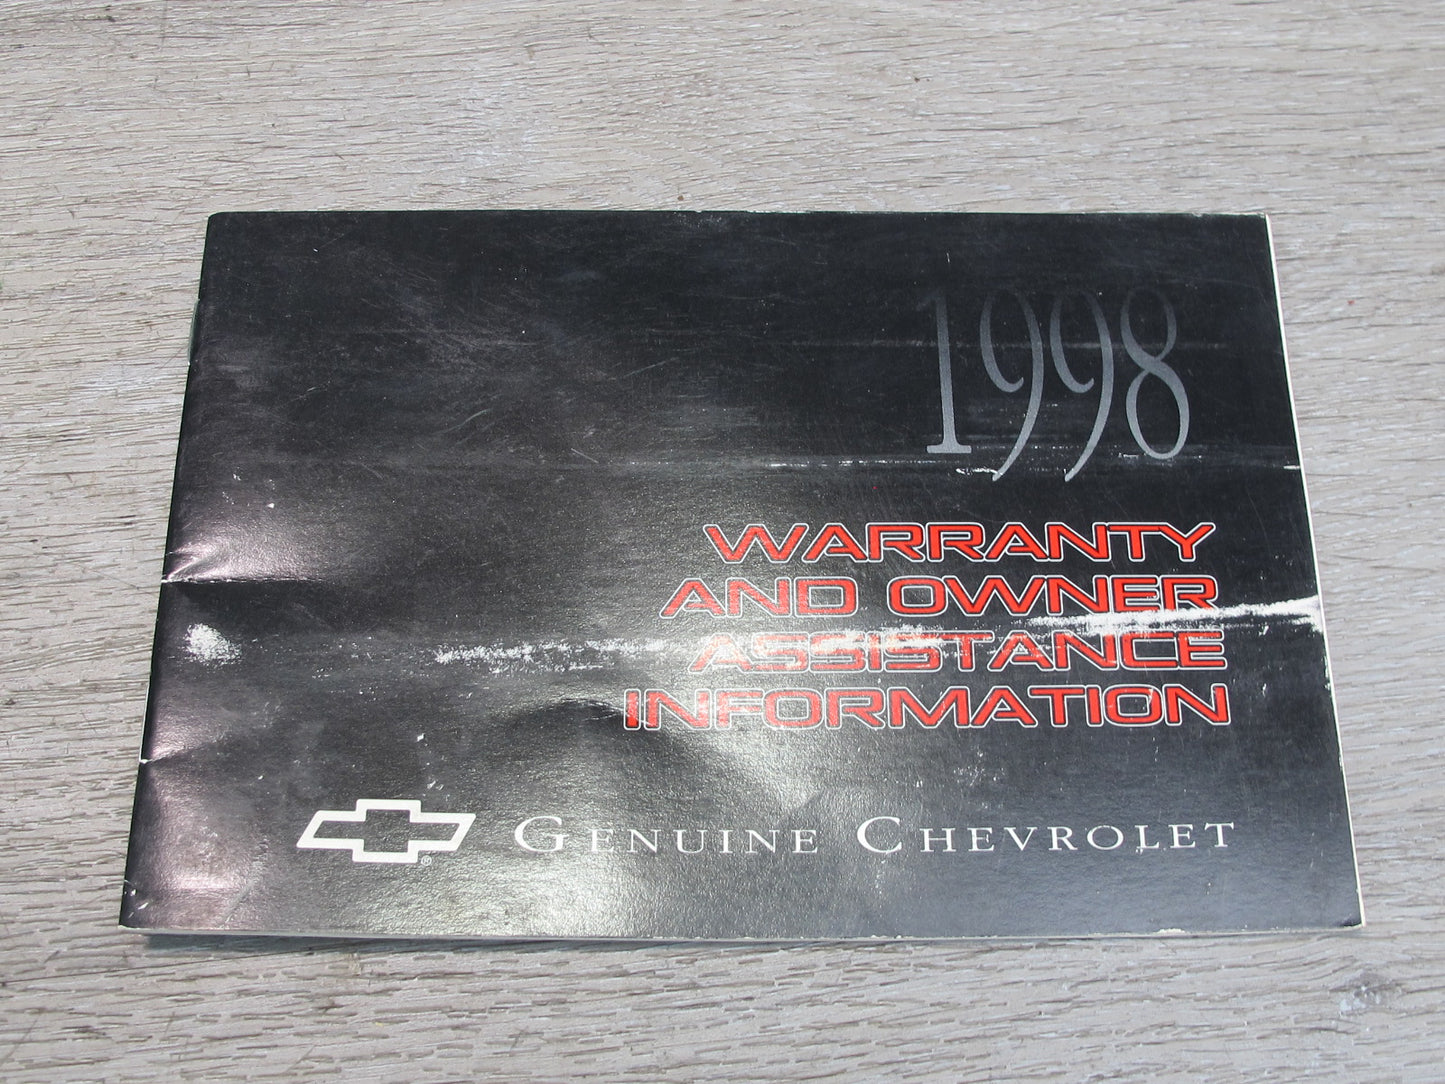 1998
WARRANTY
AND OWNER
ASSISTANCE
INFORMATION
® GENUINE CHEVROLET